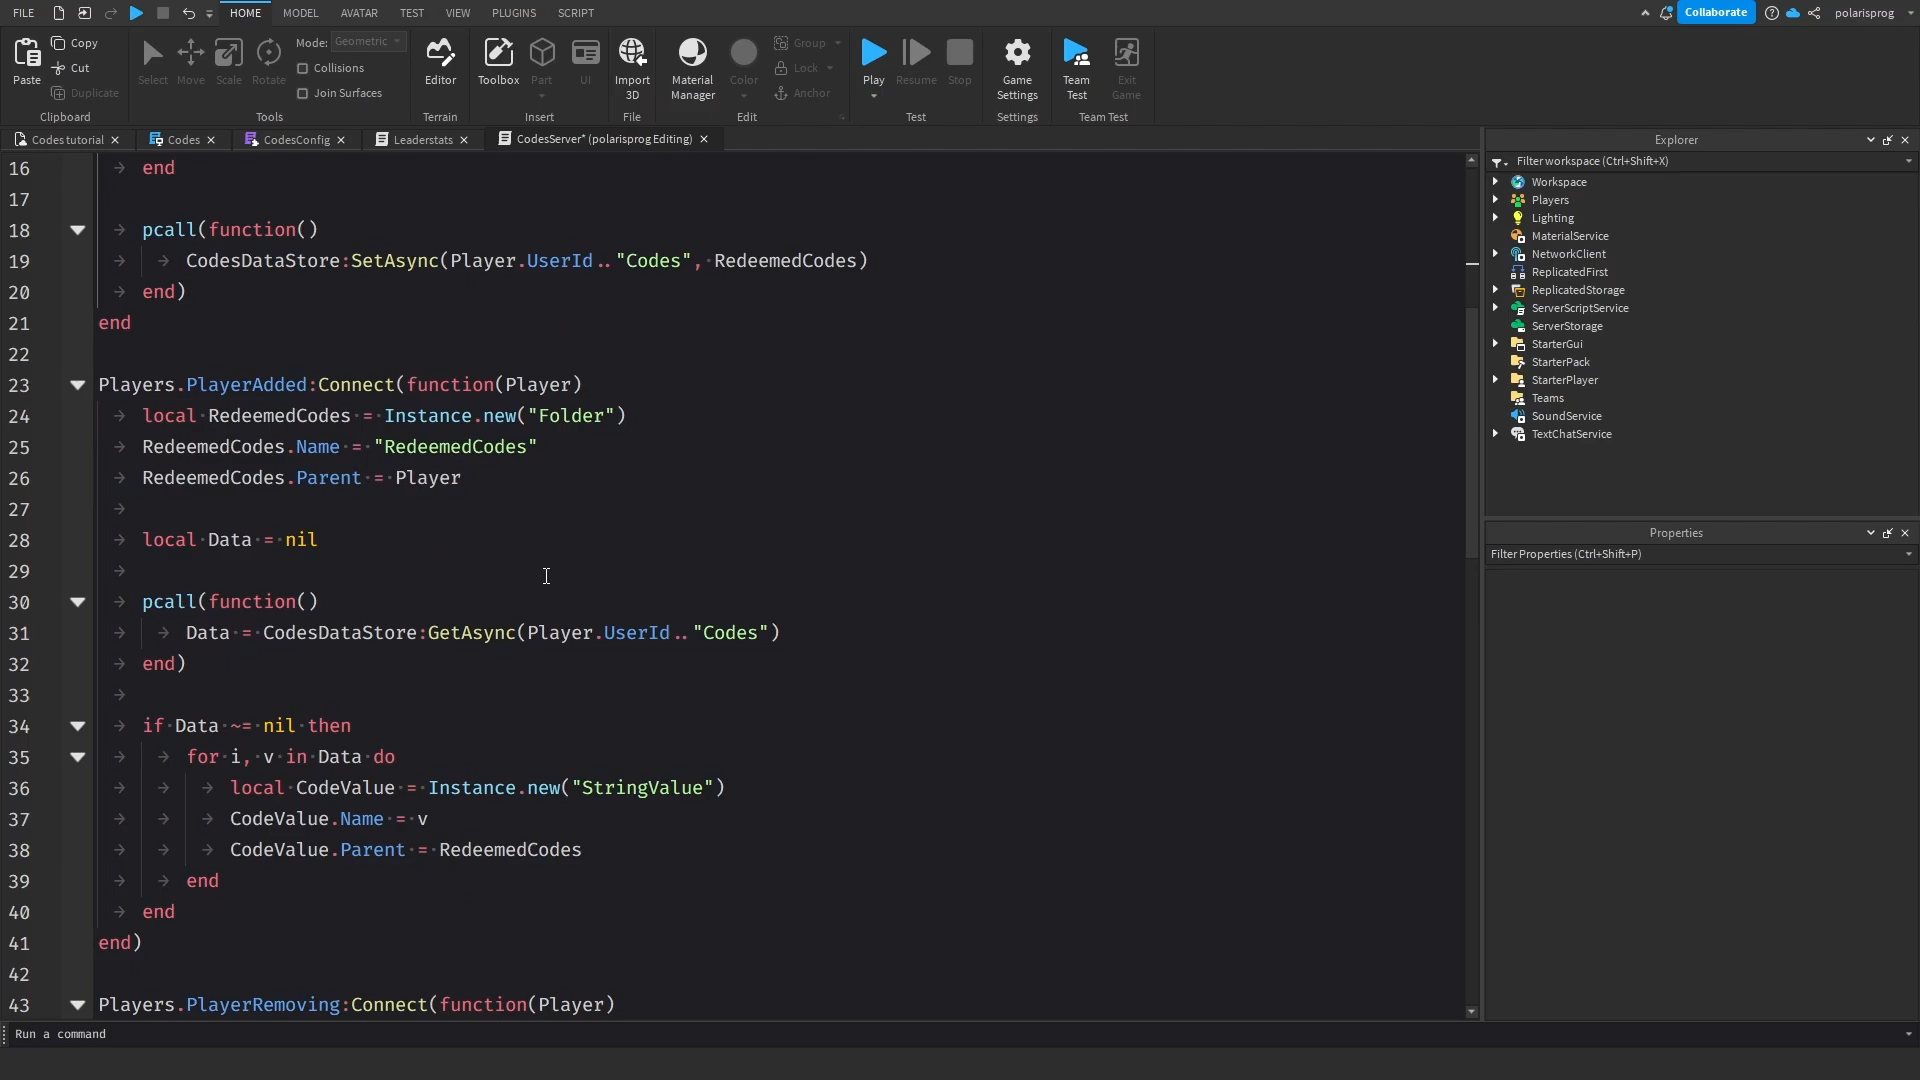 FILE HOME MODEL AVATAR TEST VIEW PLUGINS SCRIPT Collaborate polarisprog
Paste Copy Cut Duplicate
Select Move Scale Rotate Mode: Geometric Collisions Join Surfaces
Editor Toolbox Part UI Import 3D Material Manager Color Group Lock Anchor
Play Resume Stop Game Settings Team Test Exit Game
Clipboard Tools Terrain Insert File Edit Test Settings Team Test
Codes tutorial Codes CodesConfig Leaderstats CodesServer* (polarisprog Editing)
16 end
17
18 pcall(function()
19 CodesDataStore:SetAsync(Player.UserId.."Codes", RedeemedCodes)
20 end)
21 end
22
23 Players.PlayerAdded:Connect(function(Player)
24 local RedeemedCodes = Instance.new("Folder")
25 RedeemedCodes.Name = "RedeemedCodes"
26 RedeemedCodes.Parent = Player
27
28 local Data = nil
29
30 pcall(function()
31 Data = CodesDataStore:GetAsync(Player.UserId.."Codes")
32 end)
33
34 if Data ~= nil then
35 for i, v in Data do
36 local CodeValue = Instance.new("StringValue")
37 CodeValue.Name = v
38 CodeValue.Parent = RedeemedCodes
39 end
40 end
41 end)
42
43 Players.PlayerRemoving:Connect(function(Player)
Run a command
Explorer
Filter workspace (Ctrl+Shift+X)
Workspace
Players
Lighting
MaterialService
NetworkClient
ReplicatedFirst
ReplicatedStorage
ServerScriptService
ServerStorage
StarterGui
StarterPack
StarterPlayer
Teams
SoundService
TextChatService
Properties
Filter Properties (Ctrl+Shift+P)